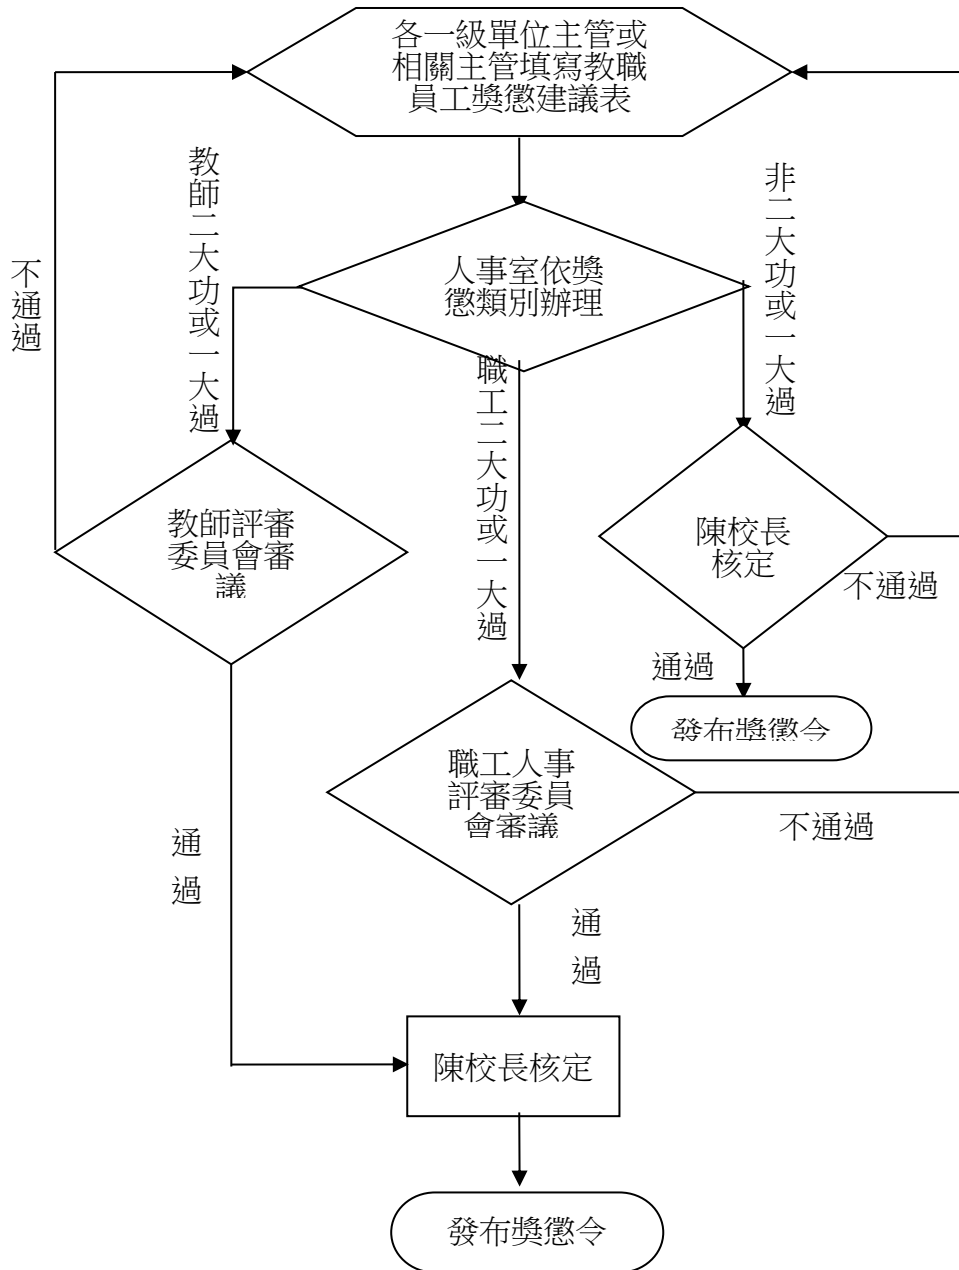 各一級單位主管或
相關主管填寫教職
員工獎懲建議表
教師二大功或一大過
非二大功或一大過
不通過
人事室依獎
懲類別辦理
職工二大功或一大過
教師評審
委員會審
議
陳校長
核定
不通過
通過
發布獎懲令
職工人事
評審委員
會審議
不通過
通
過
通
過
陳校長核定
發布獎懲令